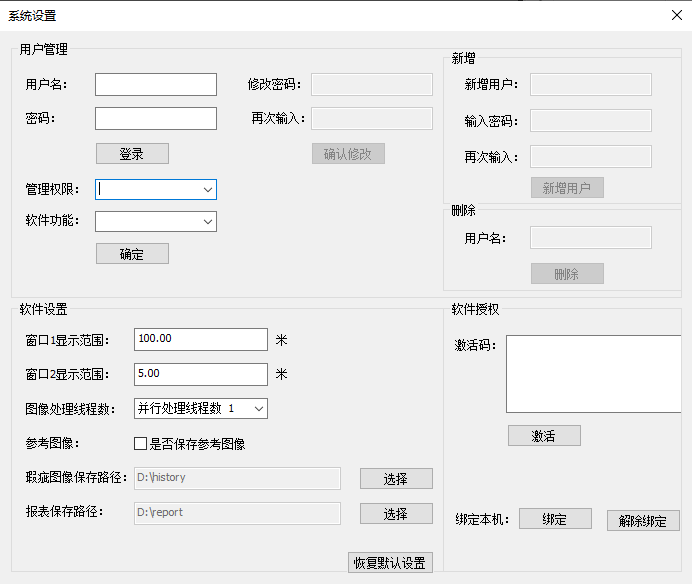 系统设置
用户管理
用户名：
密码：
登录
管理权限：
软件功能：
确定
修改密码：
再次输入：
确认修改
新增
新增用户：
输入密码：
再次输入：
新增用户
删除
用户名：
删除
软件设置
窗口1显示范围： 100.00 米
窗口2显示范围： 5.00 米
图像处理线程数： 并行处理线程数 1
参考图像： 是否保存参考图像
瑕疵图像保存路径： D:\history 选择
报表保存路径： D:\report 选择
恢复默认设置
软件授权
激活码：
激活
绑定本机： 绑定 解除绑定